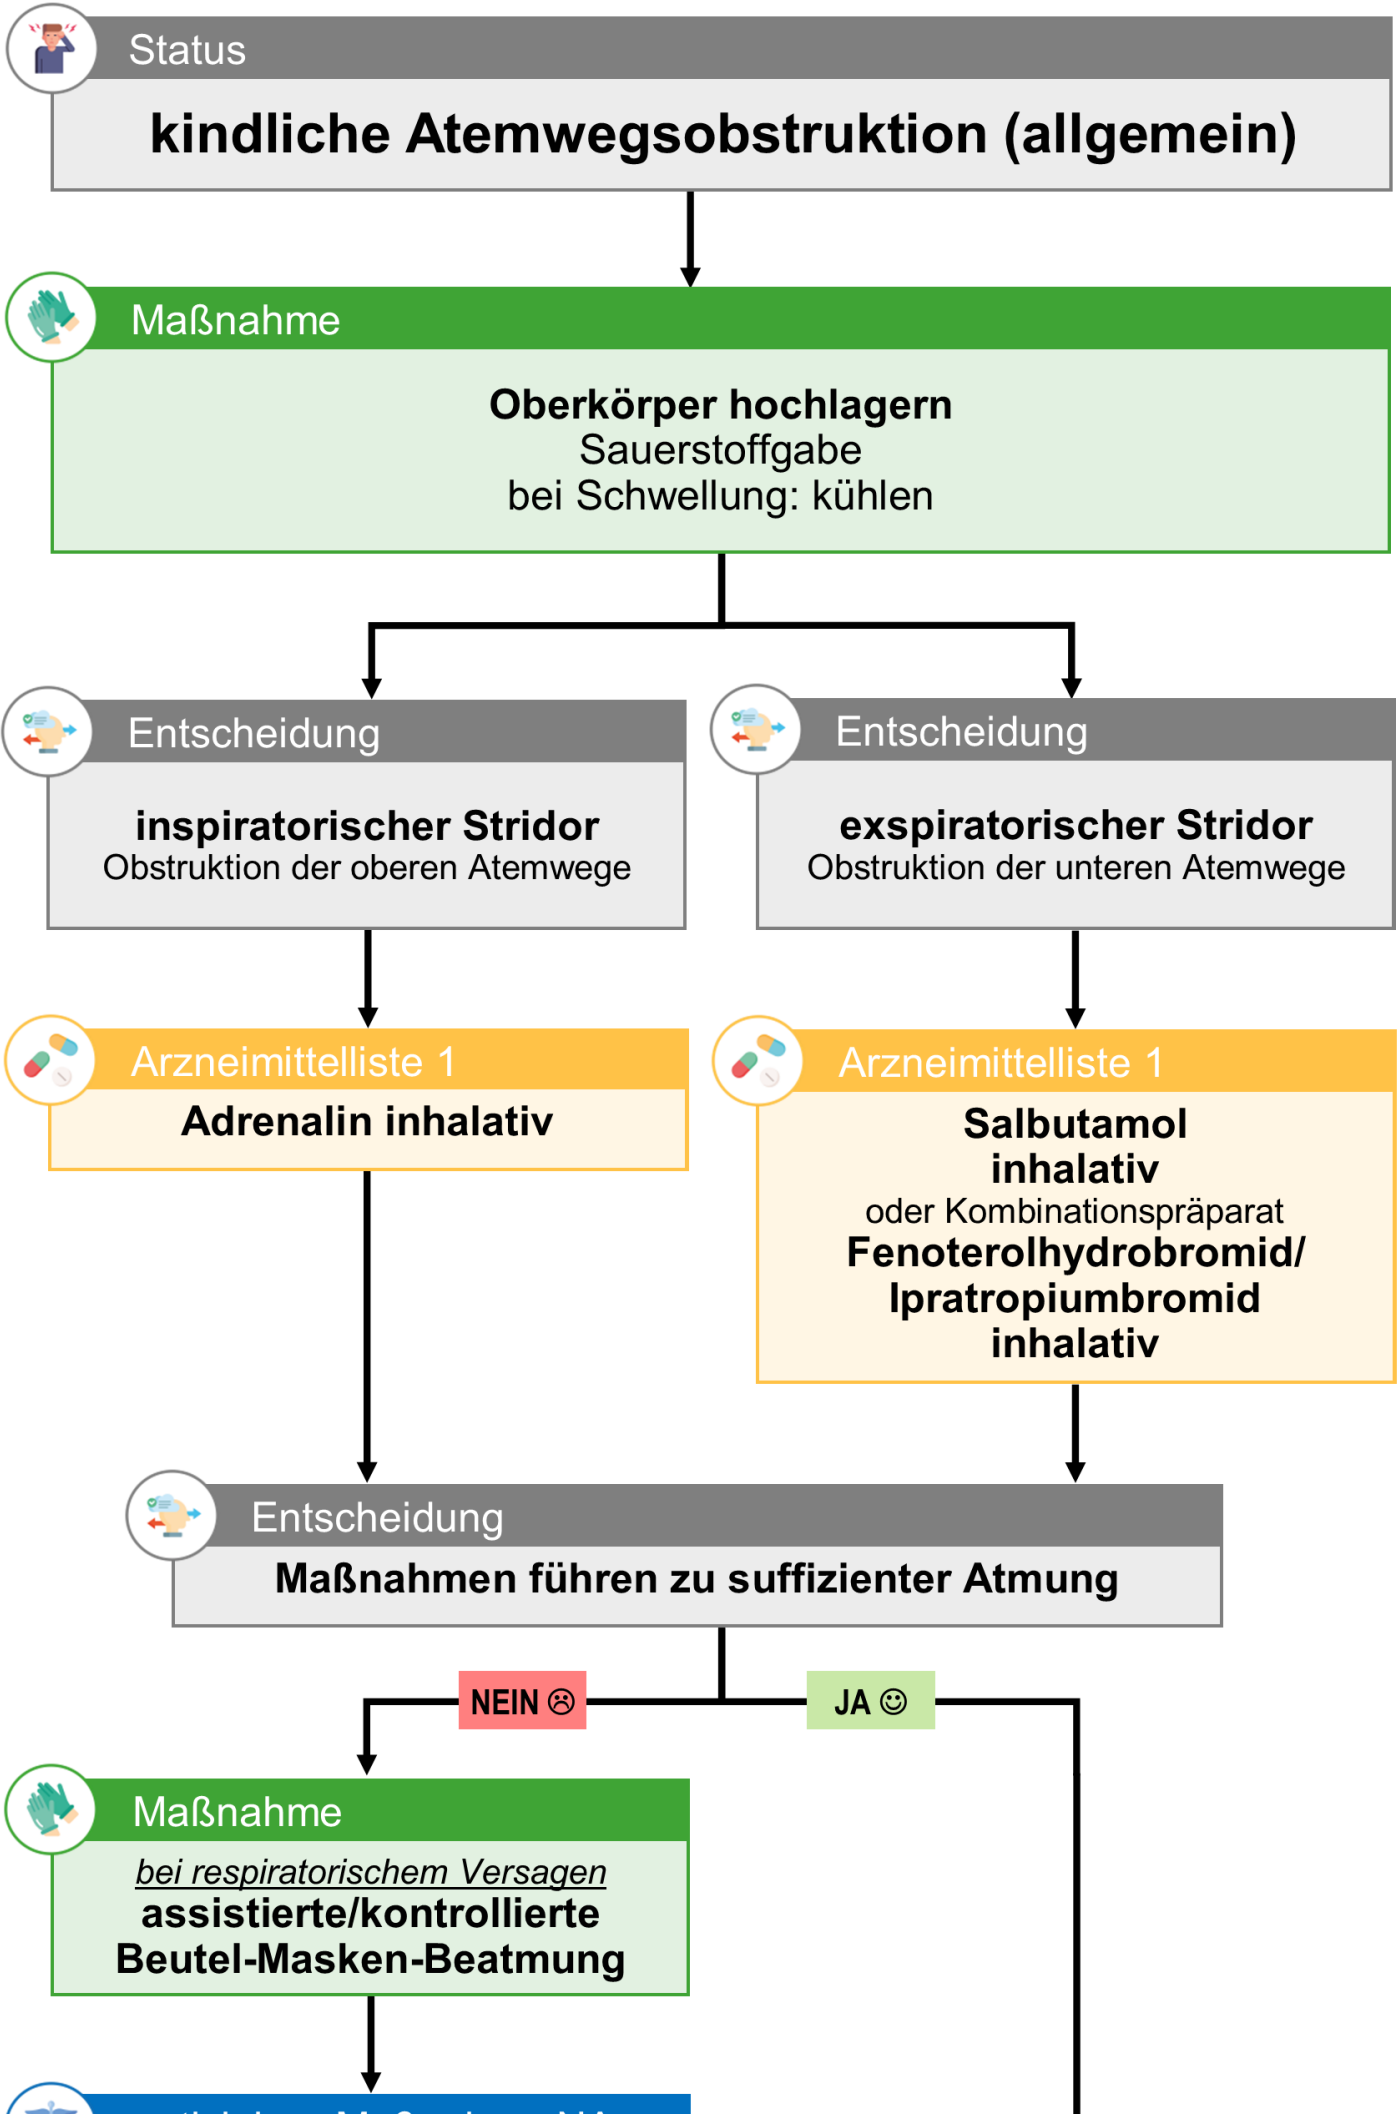 Status
kindliche Atemwegsobstruktion (allgemein)
Maßnahme
Oberkörper hochlagern
Sauerstoffgabe
bei Schwellung: kühlen
Entscheidung
inspiratorischer Stridor
Obstruktion der oberen Atemwege
Entscheidung
exspiratorischer Stridor
Obstruktion der unteren Atemwege
Arzneimittelliste 1
Adrenalin inhalativ
Arzneimittelliste 1
Salbutamol
inhalativ
oder Kombinationspräparat
Fenoterolhydrobromid/
Ipratropiumbromid
inhalativ
Entscheidung
Maßnahmen führen zu suffizienter Atmung
NEIN ☹
JA ☺
Maßnahme
bei respiratorischem Versagen
assistierte/kontrollierte
Beutel-Masken-Beatmung